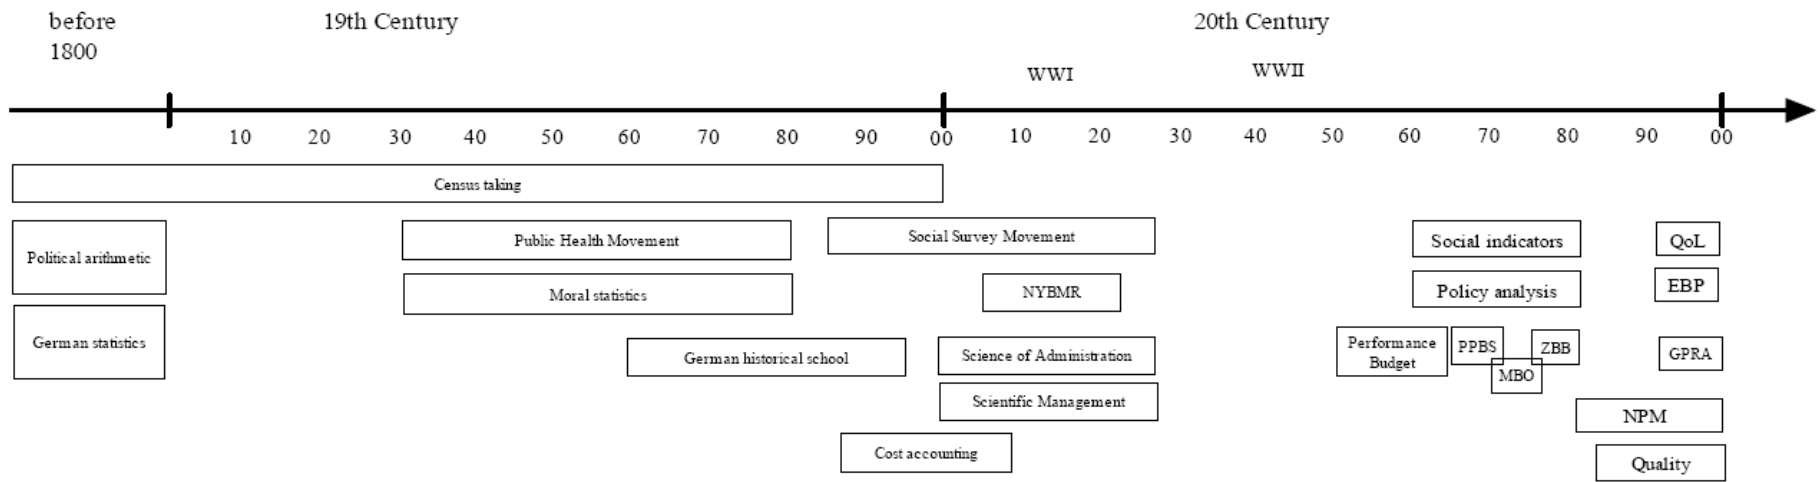 before
1800
19th Century
20th Century
WWI
WWII
10 20 30 40 50 60 70 80 90 00 10 20 30 40 50 60 70 80 90 00
Census taking
Political arithmetic
Public Health Movement
Social Survey Movement
Social indicators
QoL
Moral statistics
NYBMR
Policy analysis
EBP
German statistics
German historical school
Science of Administration
Performance
Budget
PPBS
ZBB
MBO
GPRA
Scientific Management
NPM
Cost accounting
Quality